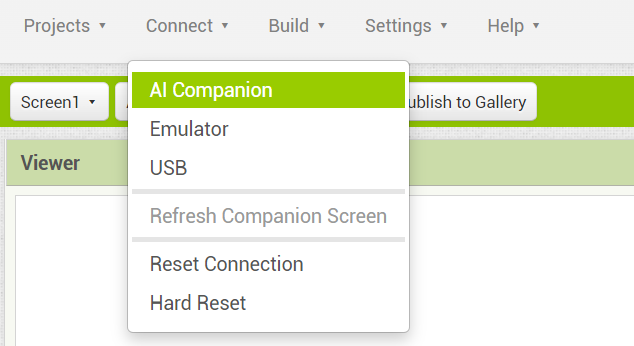 Projects Connect Build Settings Help
AI Companion
Screen1 ublish to Gallery
Emulator
Viewer
USB
Refresh Companion Screen
Reset Connection
Hard Reset